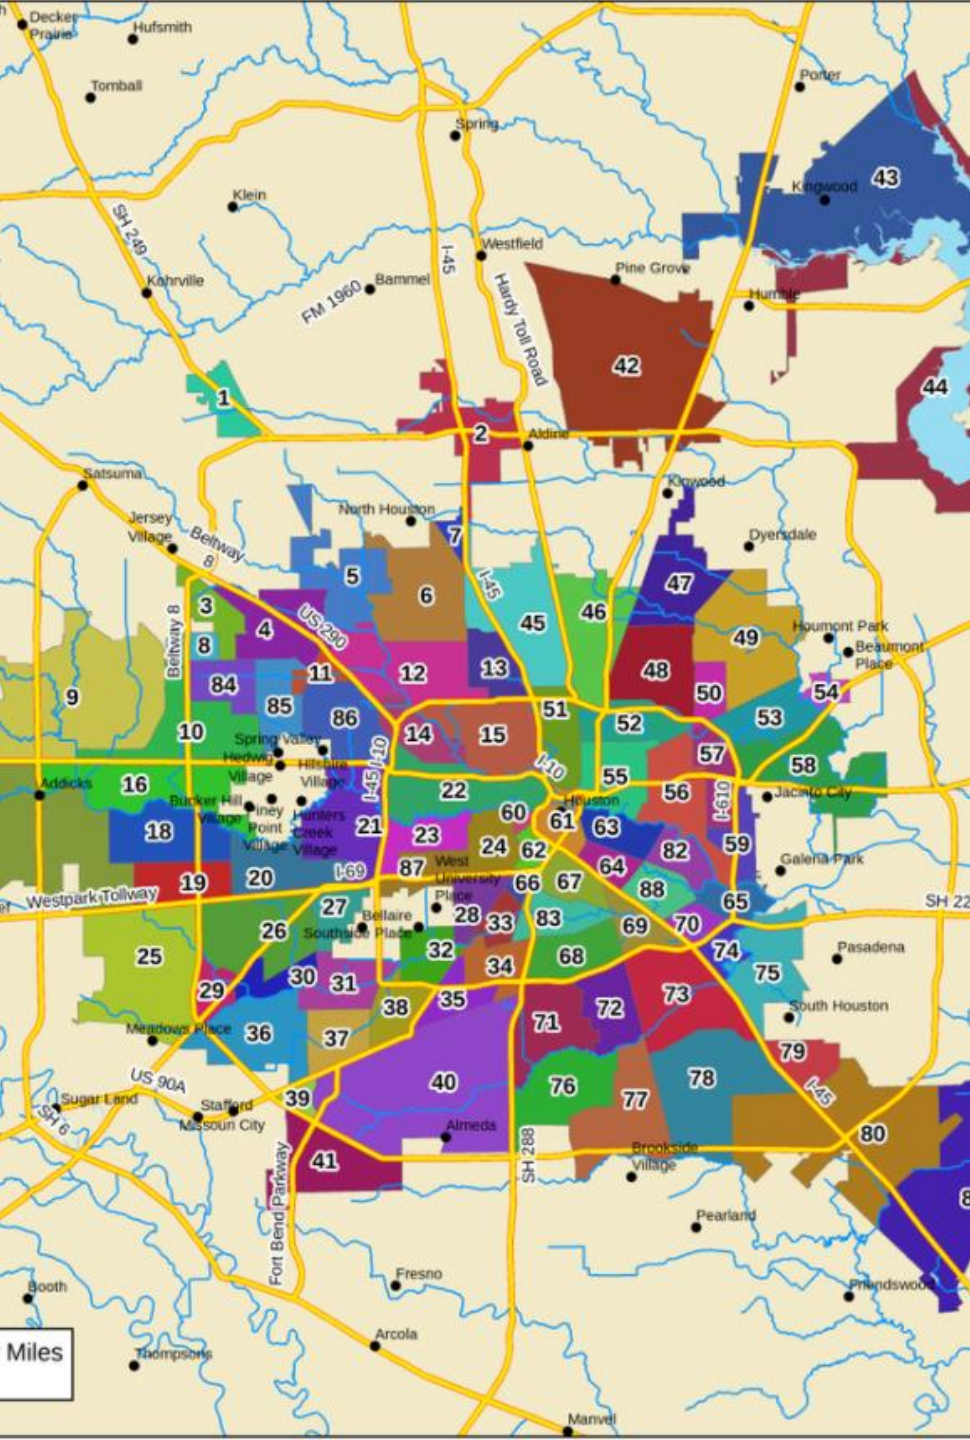 Decker
Prairie
Hufsmith
Tomball
Porter
Spring
Kingwood
43
Klein
SH 249
I-45
Westfield
Pine Grove
Kohrville
Bammel
FM 1960
Hardy Toll Road
Humble
42
44
1
2
Aldine
Satsuma
Kinwood
North Houston
Jersey
Village
Beltway
8
7
Dyersdale
5
6
I-45
47
3
45
46
4
US 290
Beltway 8
8
49
Houmont Park
Beaumont
Place
9
84
11
12
13
48
50
54
85
86
51
52
53
10
14
15
Spring Valley
Hedwig
Village
Hilshire
Village
I-45
I-10
I-10
57
58
Addicks
16
22
55
56
I-610
Jacinto City
Bunker Hill
Village
Piney
Point
Village
Hunters
Creek
Village
Houston
60
61
63
18
21
23
24
62
82
59
64
Galena Park
19
20
I-69
87
West
University
Place
66
67
88
Westpark Tollway
27
28
65
SH 22
26
Bellaire
Southside Place
33
83
69
70
25
32
68
74
Pasadena
34
75
29
30
31
35
38
73
72
71
South Houston
Meadows Place
36
37
79
US 90A
40
76
78
77
I-45
Sugar Land
SH 6
Stafford
Missouri City
39
80
Almeda
41
SH 288
Brookside
Village
8
Fort Bend Parkway
Pearland
Booth
Fresno
Friendswood
Arcola
Miles
Thompsons
Manvel